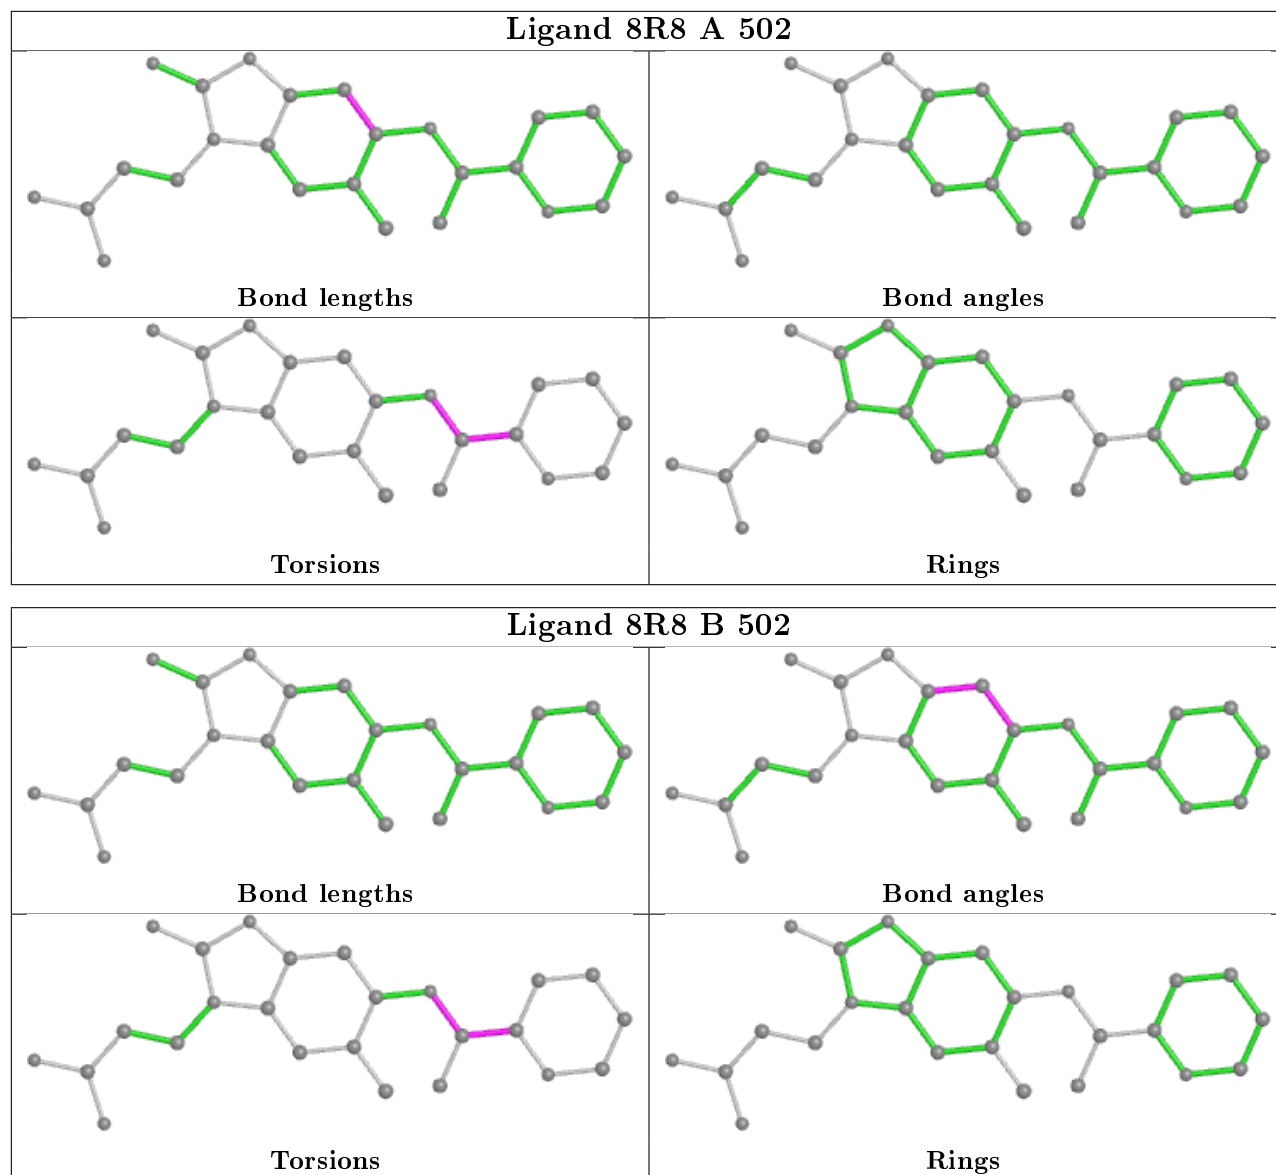 Ligand 8R8 A 502
Bond lengths
Bond angles
Torsions
Rings
Ligand 8R8 B 502
Bond lengths
Bond angles
Torsions
Rings